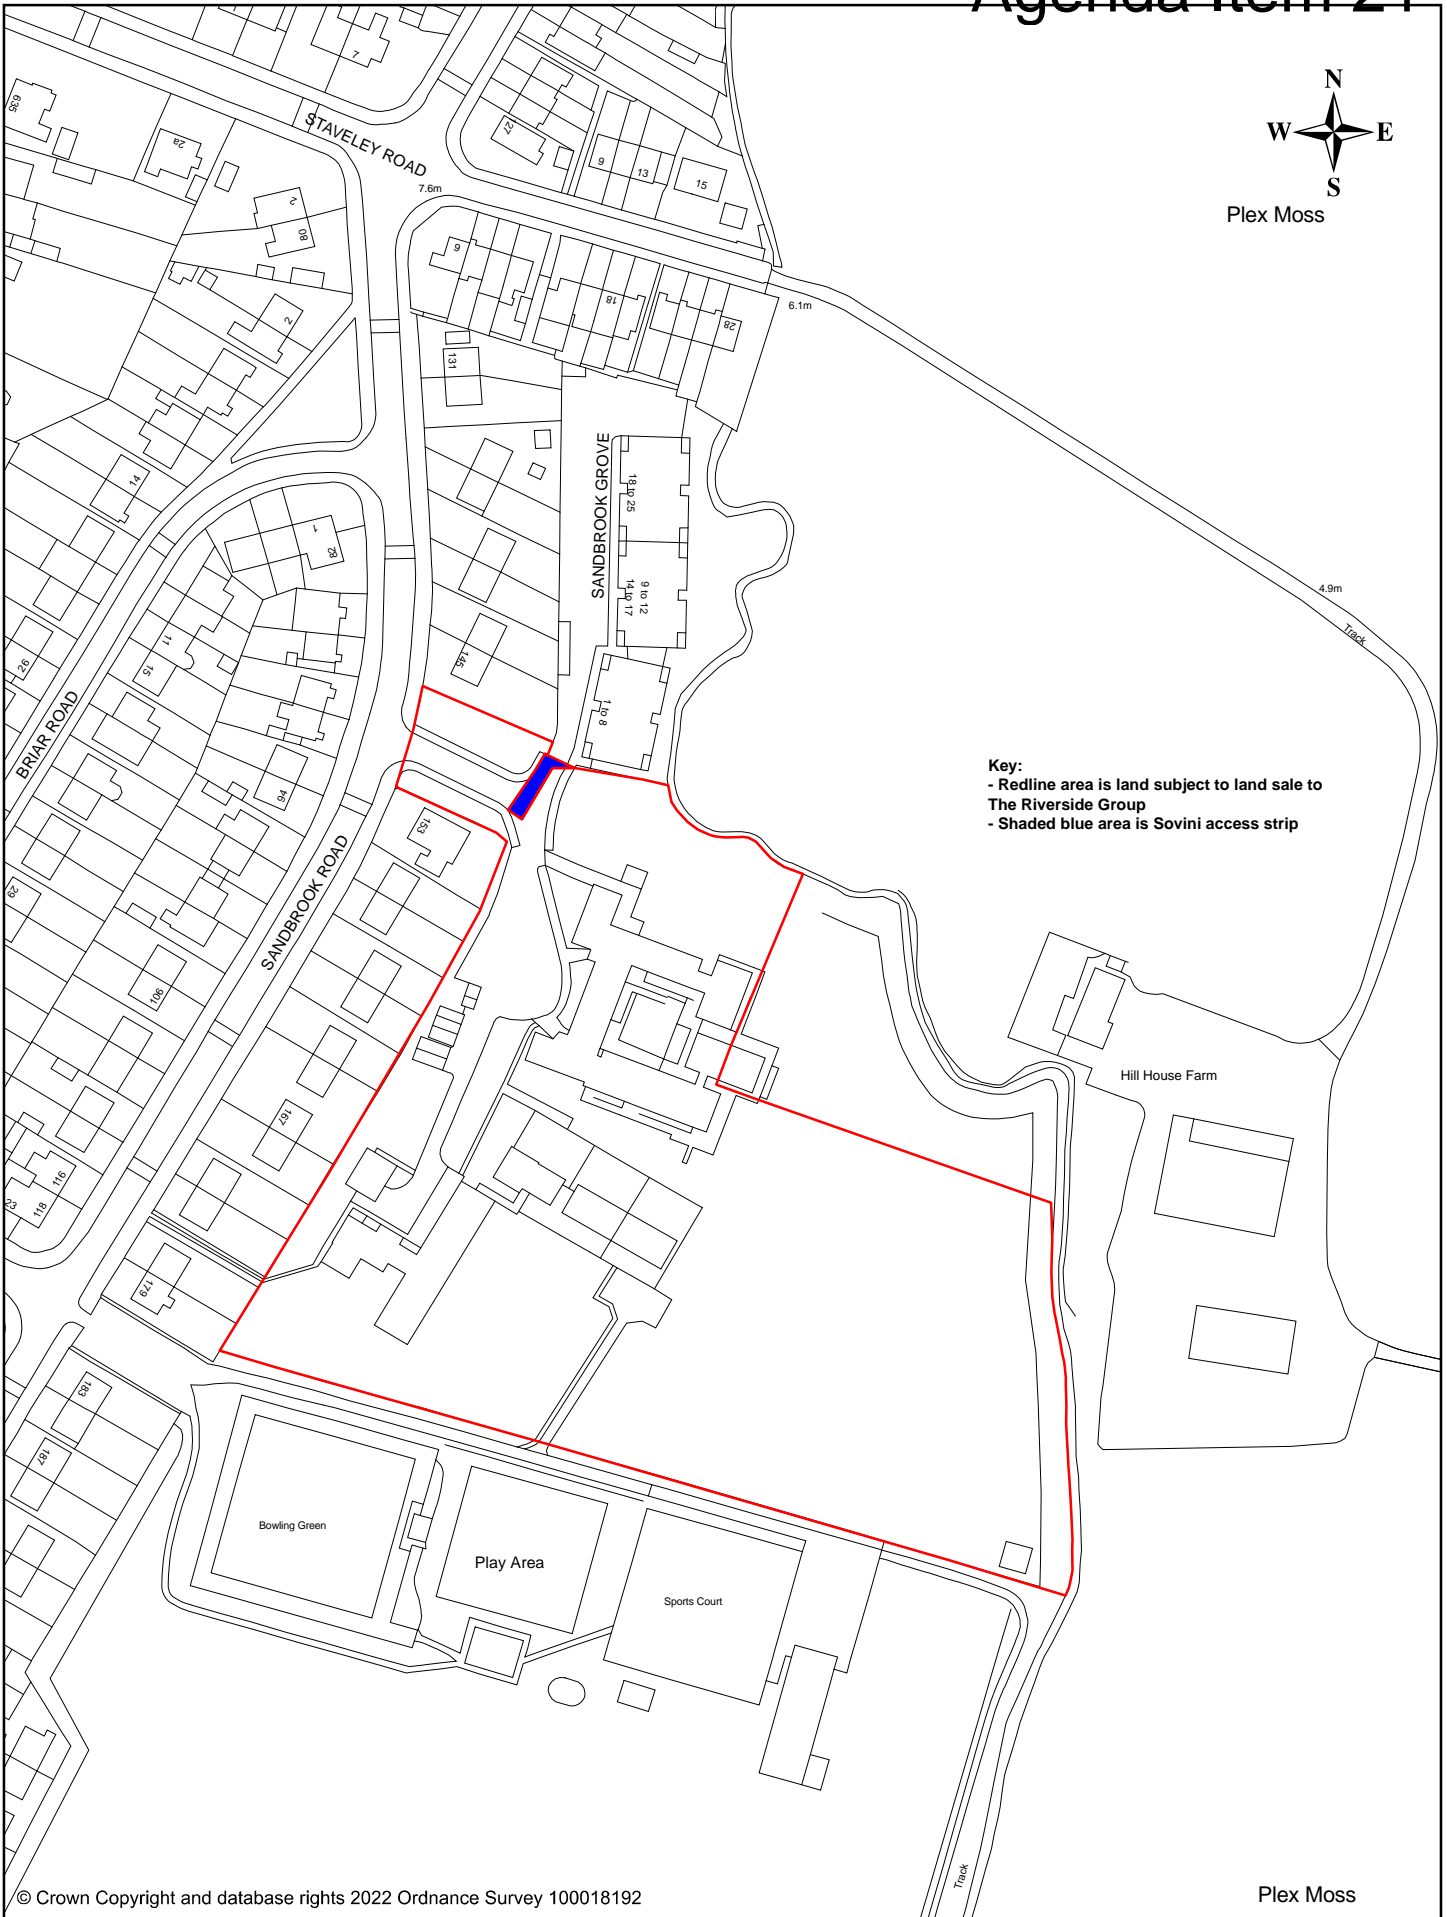 Agenda Item 21
N
W E
S
Plex Moss
7
635
2a
STAVELEY ROAD
7.6m
127
9
13
15
2
80
9
18
28
6.1m
2
131
14
SANDBROOK GROVE
18 to 25
9 to 12
14 to 17
1
82
4.9m
Track
11
15
26
145
1 to 8
BRIAR ROAD
94
153
Key:
- Redline area is land subject to land sale to
The Riverside Group
- Shaded blue area is Sovini access strip
SANDBROOK ROAD
29
106
Hill House Farm
167
116
118
23
179
183
187
Bowling Green
Play Area
Sports Court
Track
© Crown Copyright and database rights 2022 Ordnance Survey 100018192
Plex Moss